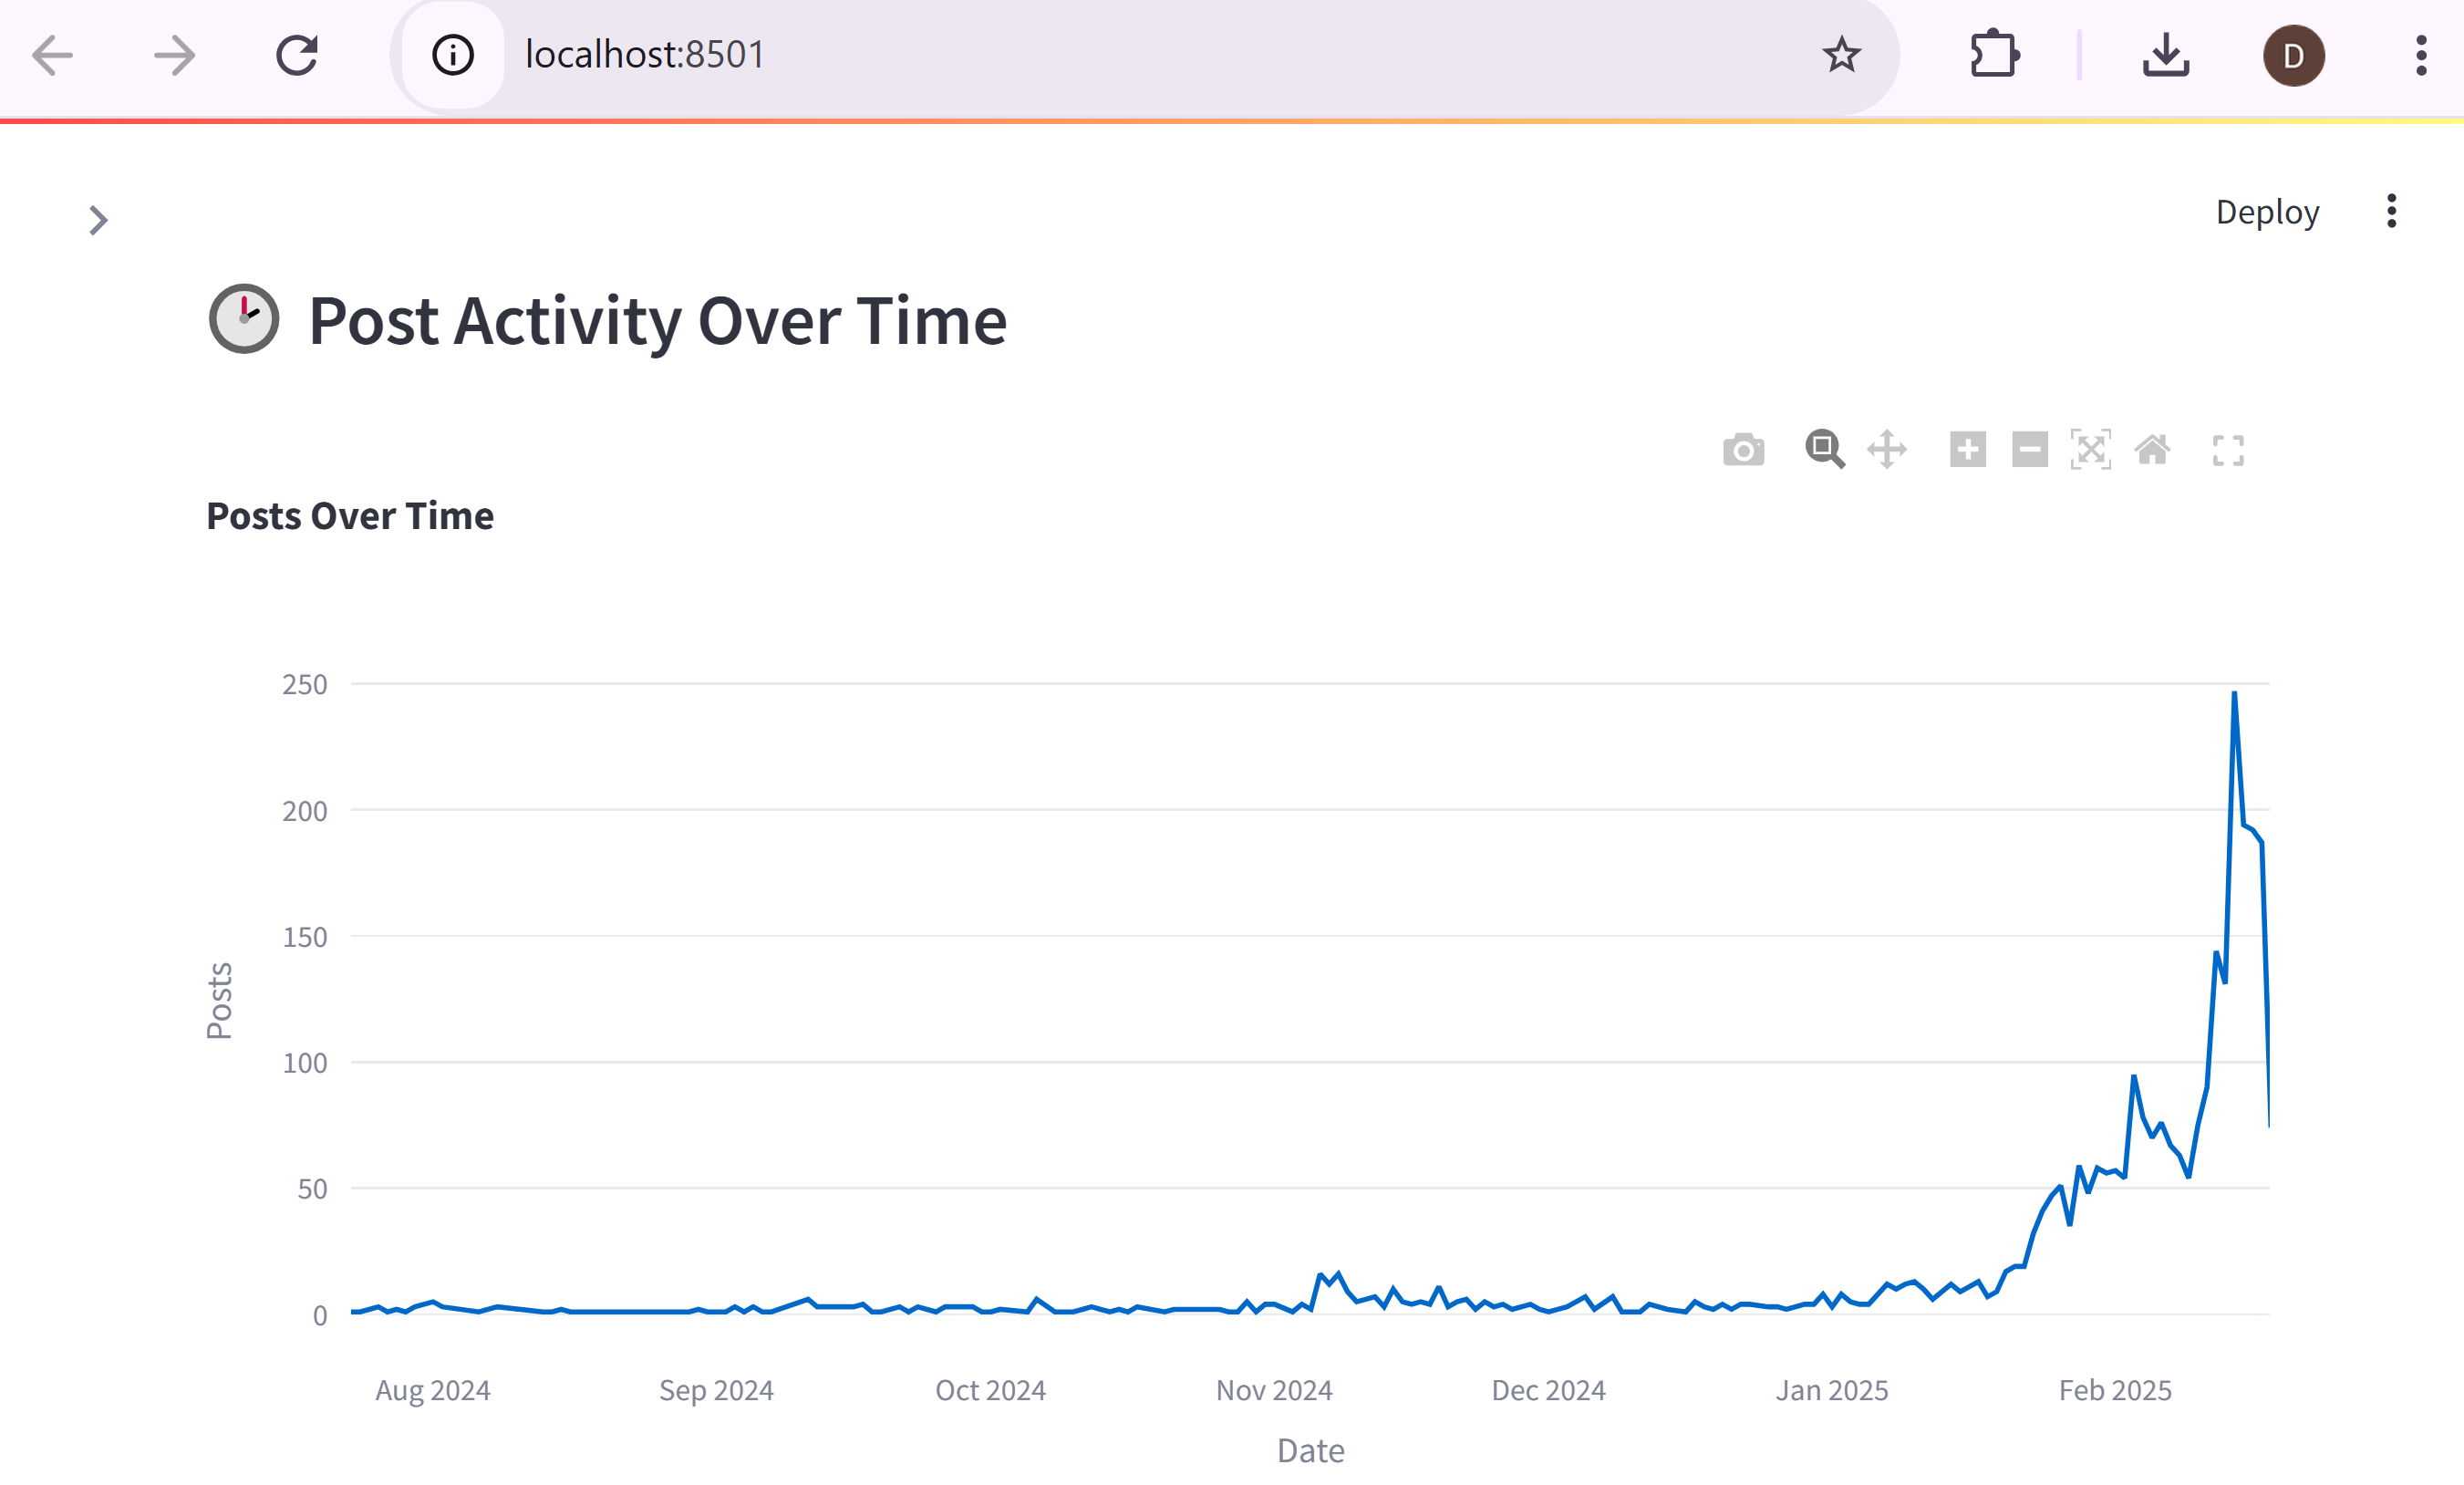 localhost:8501
D
Deploy
Post Activity Over Time
Posts Over Time
250
200
150
100
50
0
Posts
Aug 2024 Sep 2024 Oct 2024 Nov 2024 Dec 2024 Jan 2025 Feb 2025
Date